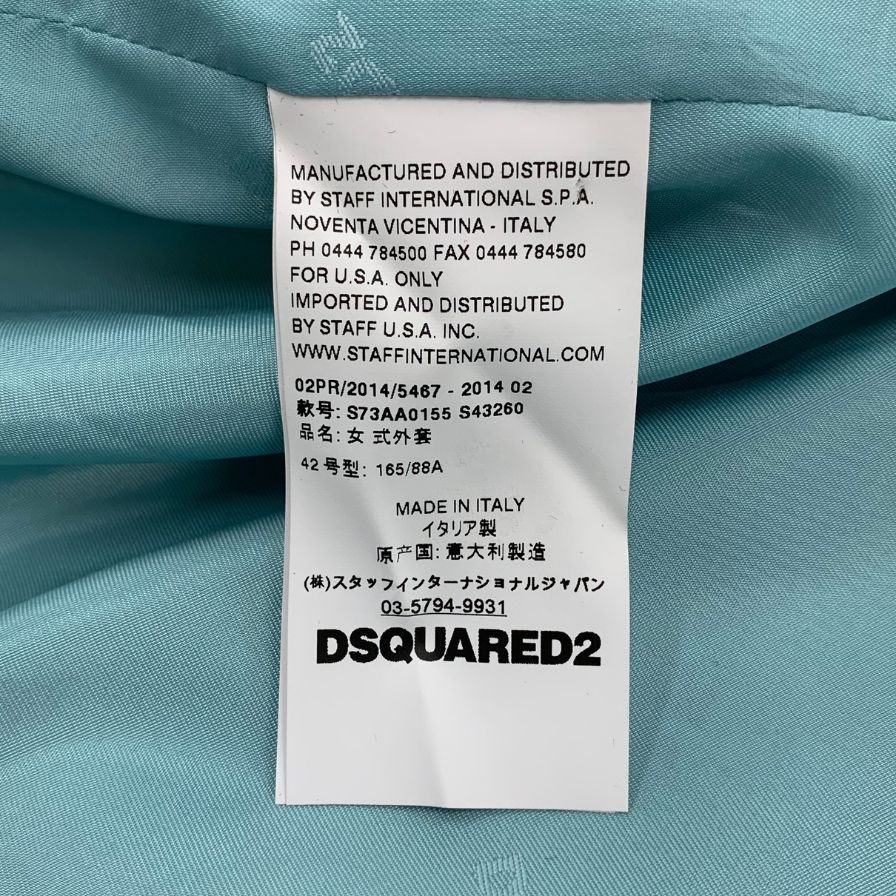 MANUFACTURED AND DISTRIBUTED
BY STAFF INTERNATIONAL S.P.A.
NOVENTA VICENTINA - ITALY
PH 0444 784500 FAX 0444 784580
FOR U.S.A. ONLY
IMPORTED AND DISTRIBUTED
BY STAFF U.S.A. INC.
WWW.STAFFINTERNATIONAL.COM
02PR/2014/5467 - 2014 02
款号: S73AA0155 S43260
品名: 女 式外套
42 号型: 165/88A
MADE IN ITALY
イタリア製
原产国: 意大利製造
(株)スタッフインターナショナルジャパン
03-5794-9931
DSQUARED2